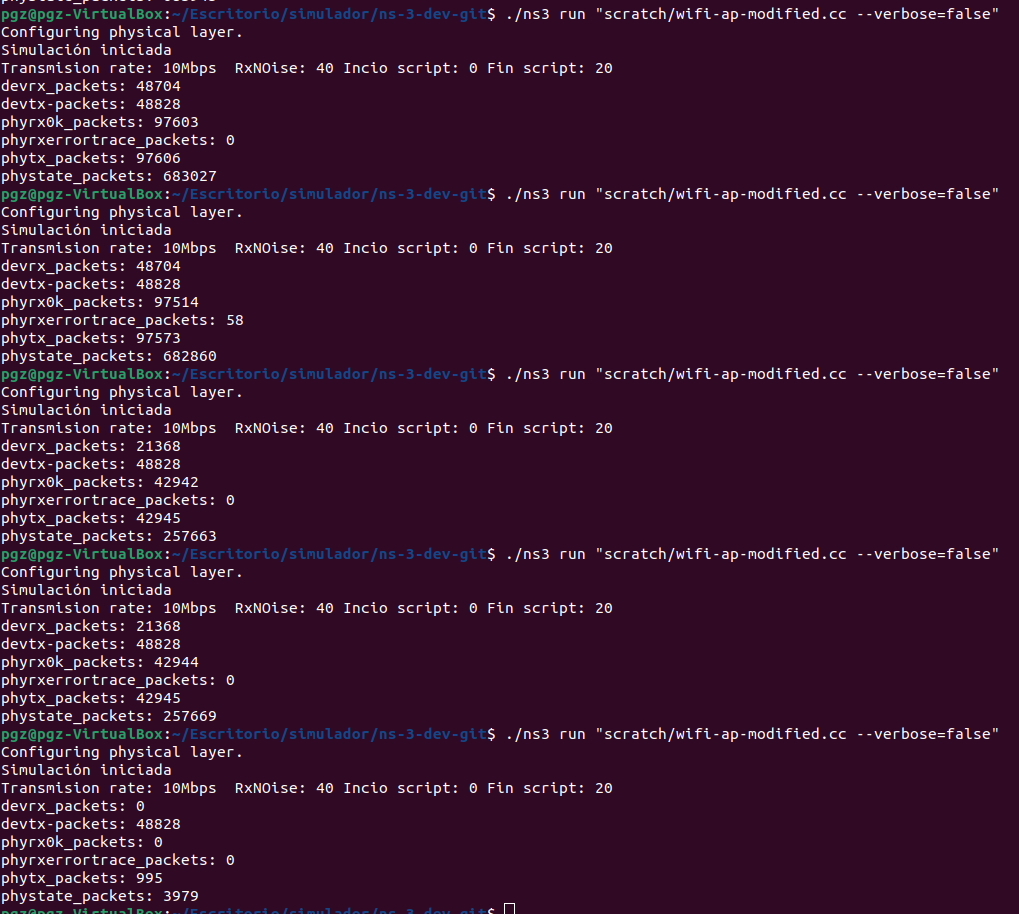 pgz@pgz-VirtualBox:~/Escritorio/simulador/ns-3-dev-git$ ./ns3 run "scratch/wifi-ap-modified.cc --verbose=false"
Configuring physical layer.
Simulación iniciada
Transmision rate: 10Mbps  RxNOise: 40 Incio script: 0 Fin script: 20
devrx_packets: 48704
devtx-packets: 48828
phyrx0k_packets: 97603
phyrxerrortrace_packets: 0
phytx_packets: 97606
phystate_packets: 683027
pgz@pgz-VirtualBox:~/Escritorio/simulador/ns-3-dev-git$ ./ns3 run "scratch/wifi-ap-modified.cc --verbose=false"
Configuring physical layer.
Simulación iniciada
Transmision rate: 10Mbps  RxNOise: 40 Incio script: 0 Fin script: 20
devrx_packets: 48704
devtx-packets: 48828
phyrx0k_packets: 97514
phyrxerrortrace_packets: 58
phytx_packets: 97573
phystate_packets: 682860
pgz@pgz-VirtualBox:~/Escritorio/simulador/ns-3-dev-git$ ./ns3 run "scratch/wifi-ap-modified.cc --verbose=false"
Configuring physical layer.
Simulación iniciada
Transmision rate: 10Mbps  RxNOise: 40 Incio script: 0 Fin script: 20
devrx_packets: 21368
devtx-packets: 48828
phyrx0k_packets: 42942
phyrxerrortrace_packets: 0
phytx_packets: 42945
phystate_packets: 257663
pgz@pgz-VirtualBox:~/Escritorio/simulador/ns-3-dev-git$ ./ns3 run "scratch/wifi-ap-modified.cc --verbose=false"
Configuring physical layer.
Simulación iniciada
Transmision rate: 10Mbps  RxNOise: 40 Incio script: 0 Fin script: 20
devrx_packets: 21368
devtx-packets: 48828
phyrx0k_packets: 42944
phyrxerrortrace_packets: 0
phytx_packets: 42945
phystate_packets: 257669
pgz@pgz-VirtualBox:~/Escritorio/simulador/ns-3-dev-git$ ./ns3 run "scratch/wifi-ap-modified.cc --verbose=false"
Configuring physical layer.
Simulación iniciada
Transmision rate: 10Mbps  RxNOise: 40 Incio script: 0 Fin script: 20
devrx_packets: 0
devtx-packets: 48828
phyrx0k_packets: 0
phyrxerrortrace_packets: 0
phytx_packets: 995
phystate_packets: 3979
pgz@pgz-VirtualBox:~/Escritorio/simulador/ns-3-dev-git$